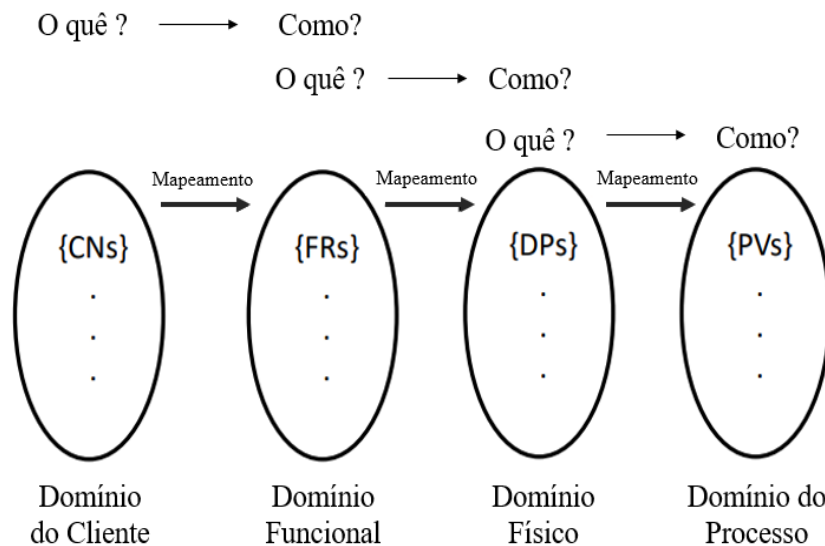 O quê ? Como?
O quê ? Como?
O quê ? Como?
Mapeamento Mapeamento Mapeamento
{CNs} {FRs} {DPs} {PVs}
Domínio do Cliente
Domínio Funcional
Domínio Físico
Domínio do Processo